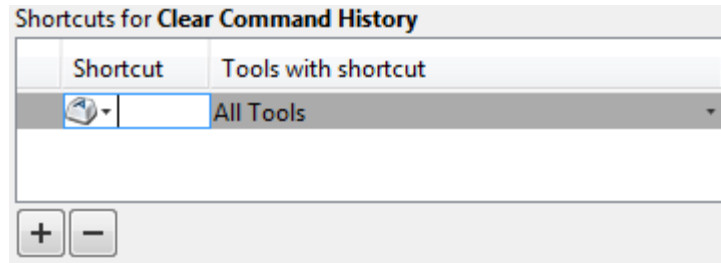 Shortcuts for Clear Command History
Shortcut Tools with shortcut
All Tools
+ −